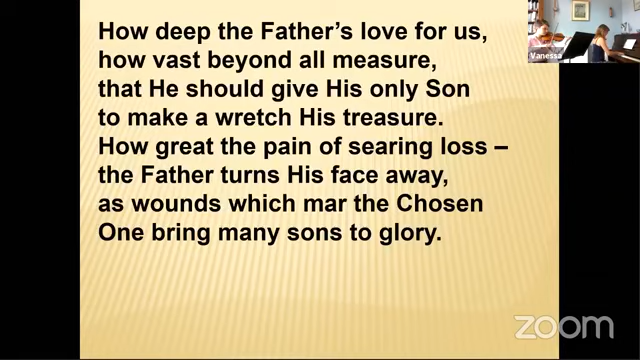 How deep the Father's love for us,
how vast beyond all measure,
that He should give His only Son
to make a wretch His treasure.
How great the pain of searing loss –
the Father turns His face away,
as wounds which mar the Chosen
One bring many sons to glory.
Vanessa
zoom